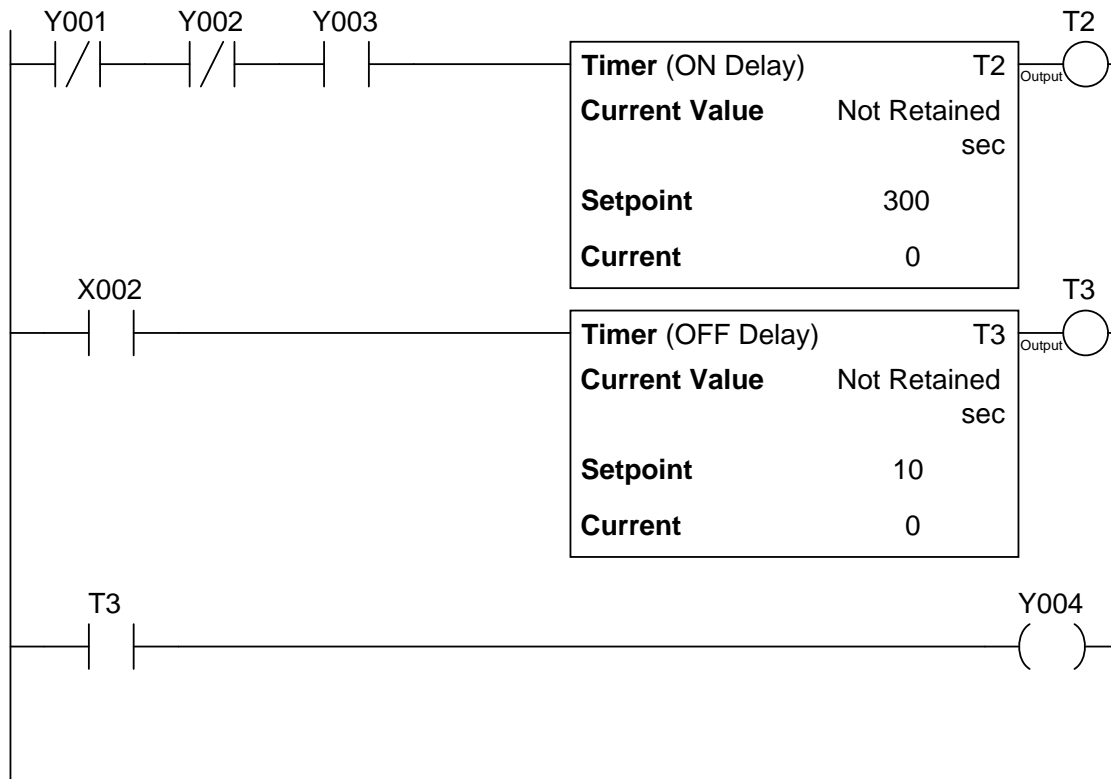 Y001 Y002 Y003 T2
Timer (ON Delay) T2 Output
Current Value Not Retained
sec
Setpoint 300
Current 0
X002 T3
Timer (OFF Delay) T3 Output
Current Value Not Retained
sec
Setpoint 10
Current 0
T3 Y004